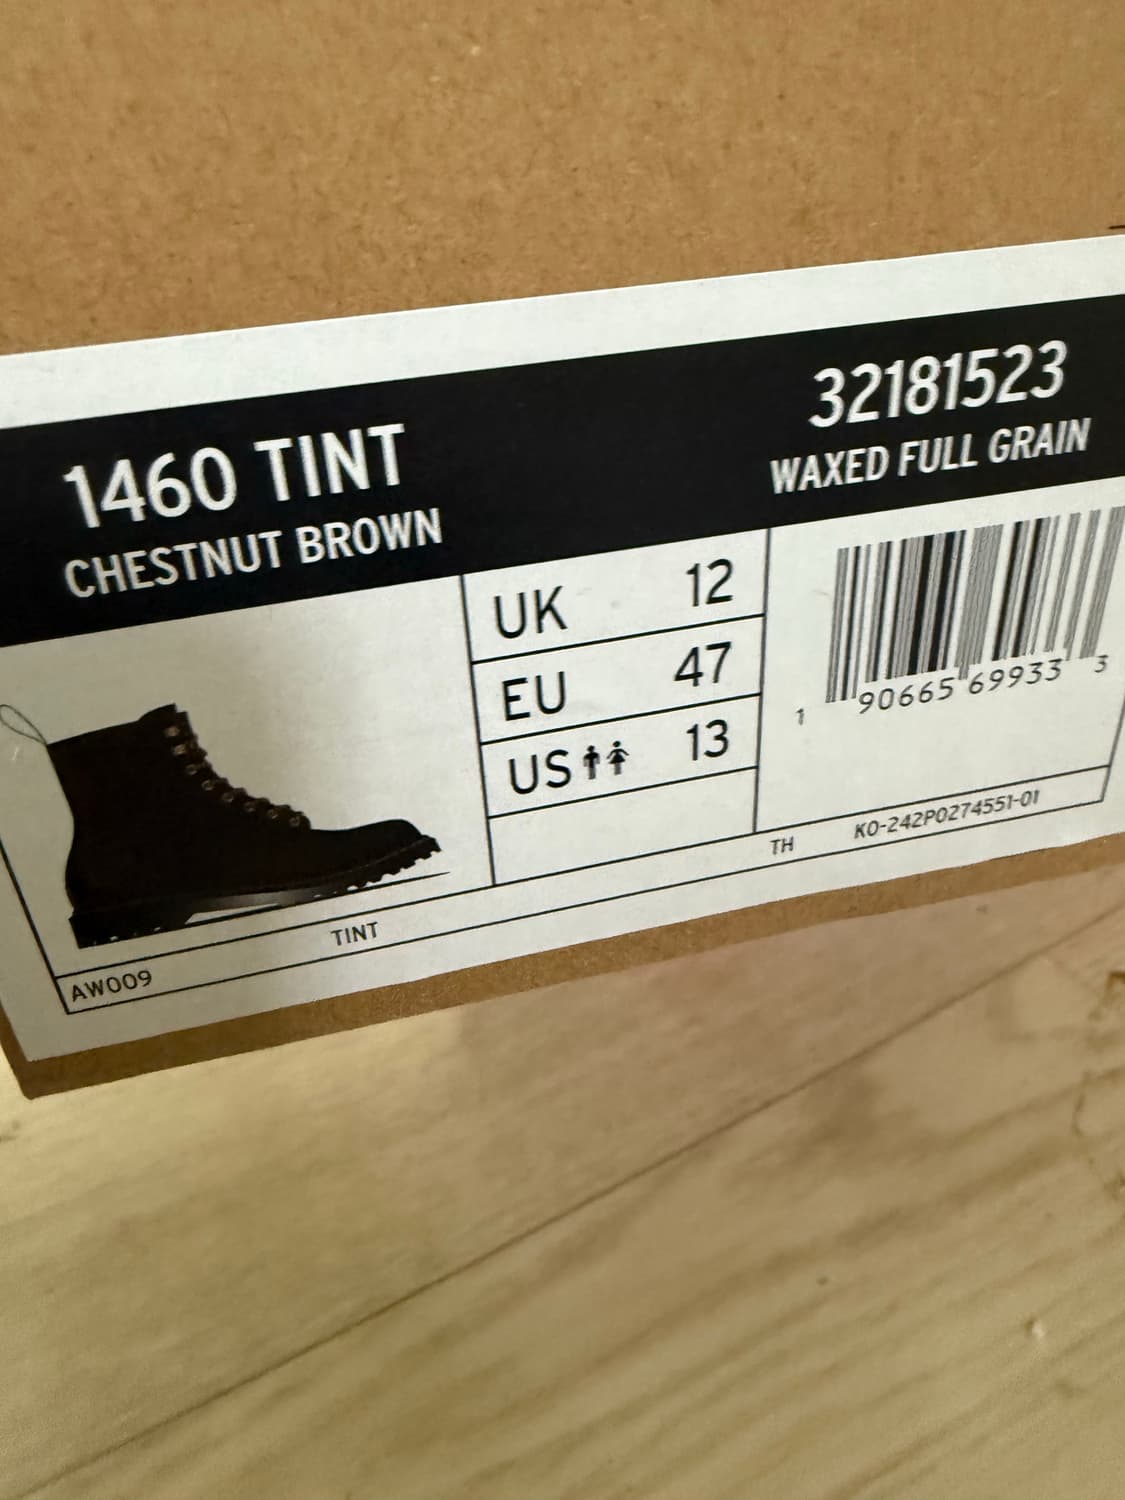 1460 TINT
CHESTNUT BROWN
32181523
WAXED FULL GRAIN
UK 12
EU 47
US 13
1 90665 69933 3
TH KO-242P0274551-01
AW009 TINT